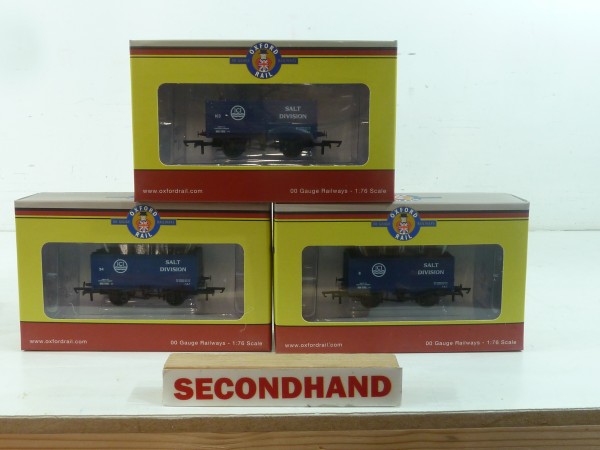 OXFORD
RAIL
ICI
SALT
DIVISION
www.oxfordrail.com
00 Gauge Railways - 1:76 Scale
OXFORD
RAIL
ICI
SALT
DIVISION
www.oxfordrail.com
00 Gauge Railways - 1:76 Scale
OXFORD
RAIL
ICI
SALT
DIVISION
www.oxfordrail.com
00 Gauge Railways - 1:76 Scale
SECONDHAND